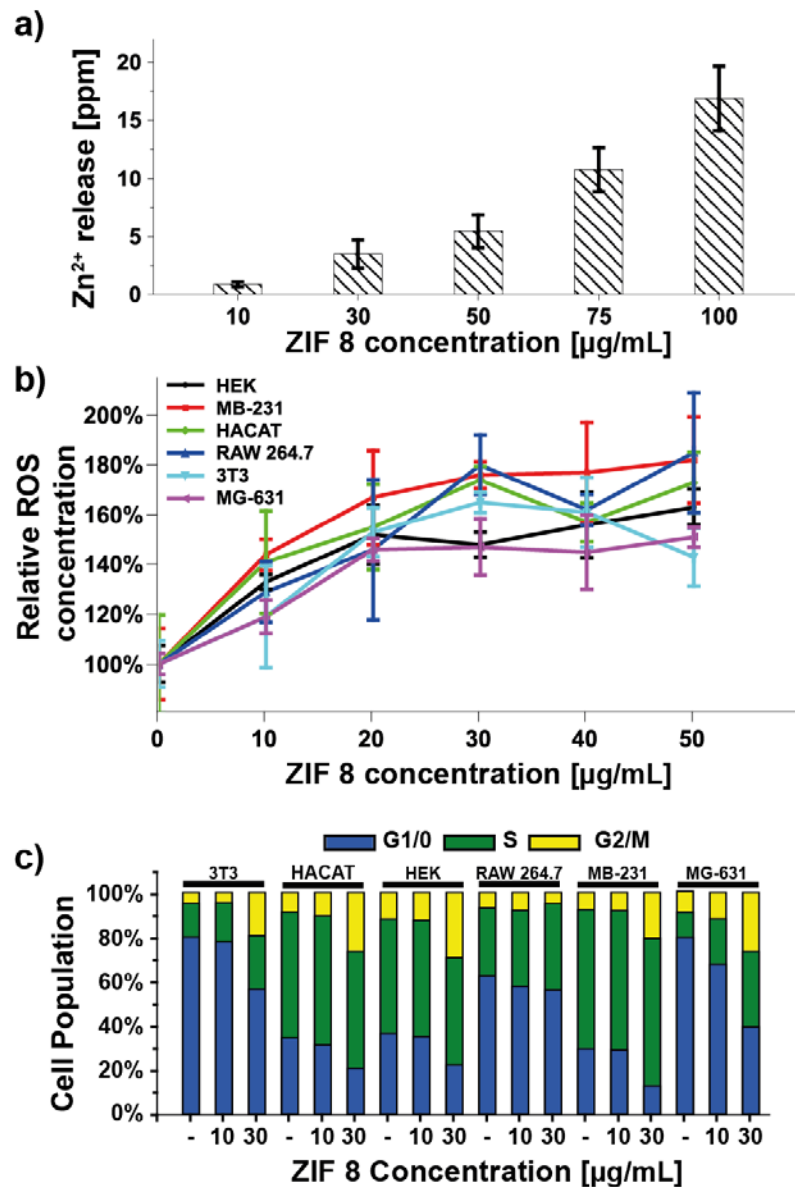 a)
Zn²⁺ release [ppm]
20
15
10
5
0
10 30 50 75 100
ZIF 8 concentration [µg/mL]
b)
Relative ROS
concentration
HEK
MB-231
HACAT
RAW 264.7
3T3
MG-631
200%
180%
160%
140%
120%
100%
0 10 20 30 40 50
ZIF 8 concentration [µg/mL]
c)
G1/0 S G2/M
3T3 HACAT HEK RAW 264.7 MB-231 MG-631
Cell Population
100%
80%
60%
40%
20%
0%
- 10 30 - 10 30 - 10 30 - 10 30 - 10 30 - 10 30
ZIF 8 Concentration [µg/mL]